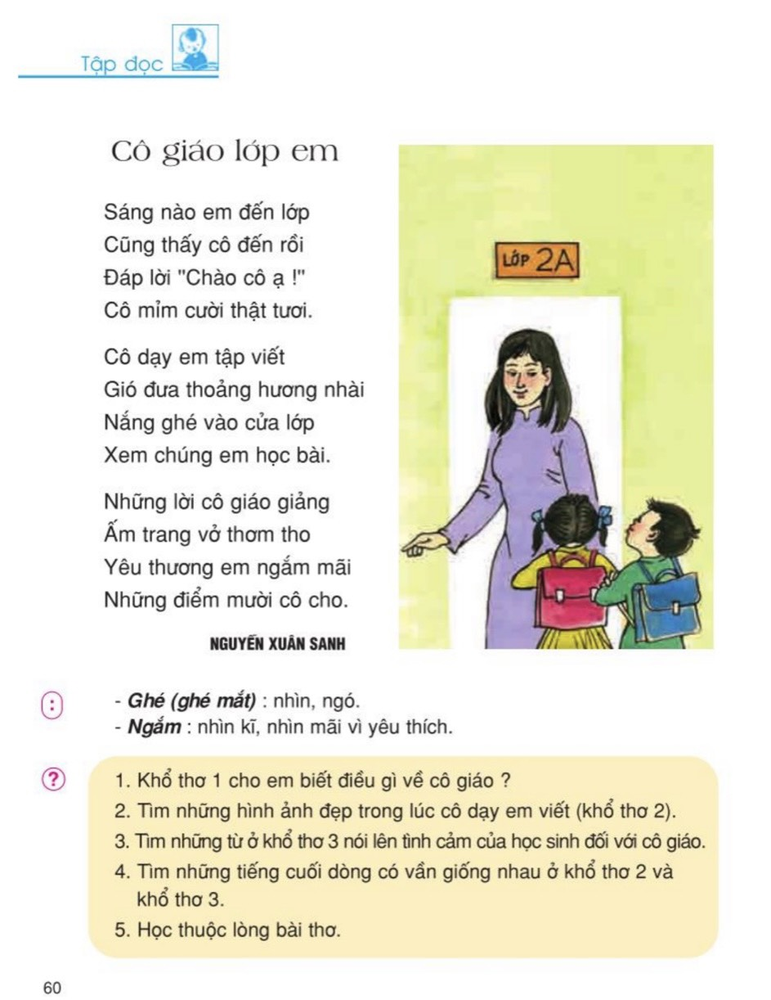 Tập đọc
Cô giáo lớp em
Sáng nào em đến lớp
Cũng thấy cô đến rồi
Đáp lời "Chào cô ạ !"
Cô mỉm cười thật tươi.
Cô dạy em tập viết
Gió đưa thoảng hương nhài
Nắng ghé vào cửa lớp
Xem chúng em học bài.
Những lời cô giáo giảng
Ấm trang vở thơm tho
Yêu thương em ngắm mãi
Những điểm mười cô cho.
NGUYỄN XUÂN SANH
LỚP 2A
:
- Ghé (ghé mắt) : nhìn, ngó.
- Ngắm : nhìn kĩ, nhìn mãi vì yêu thích.
?
1. Khổ thơ 1 cho em biết điều gì về cô giáo ?
2. Tìm những hình ảnh đẹp trong lúc cô dạy em viết (khổ thơ 2).
3. Tìm những từ ở khổ thơ 3 nói lên tình cảm của học sinh đối với cô giáo.
4. Tìm những tiếng cuối dòng có vần giống nhau ở khổ thơ 2 và
khổ thơ 3.
5. Học thuộc lòng bài thơ.
60